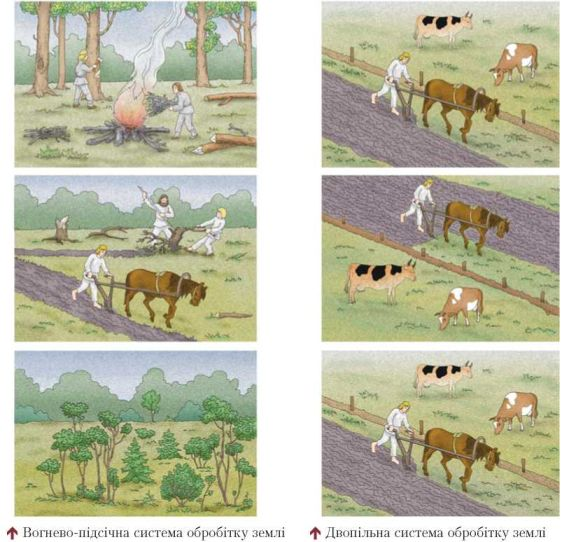 Вогнево-підсічна система обробітку землі
Двопільна система обробітку землі